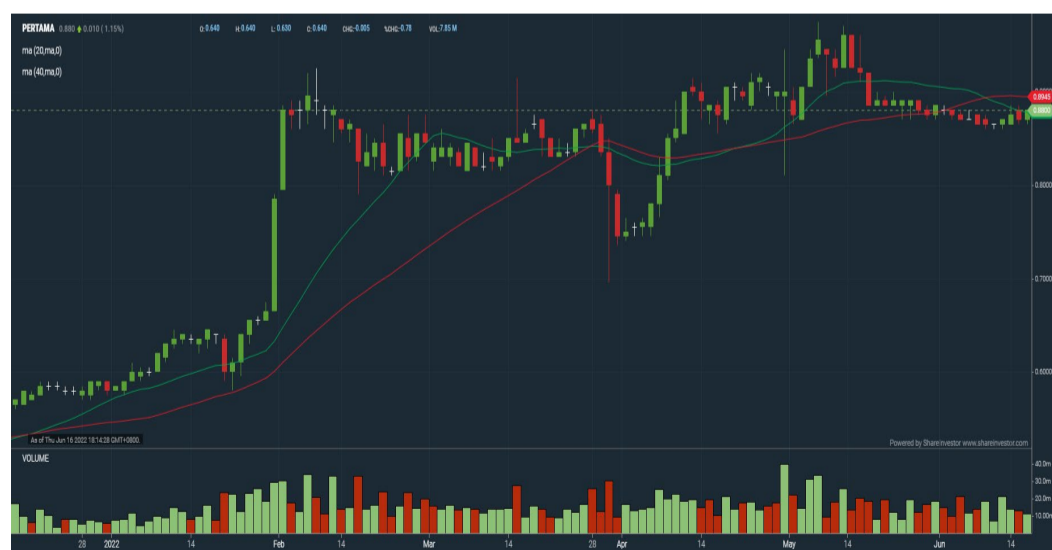 PERTAMA 0.880 0.010 ( 1.15%) O: 0.640 H: 0.640 L: 0.630 C: 0.640 CHG:-0.005 %CHG:-0.78 VOL:7.85 M
ma (20,ma,0)
ma (40,ma,0)
0.8945
0.8800
0.8000
0.7000
0.6000
As of Thu Jun 16 2022 18:14:28 GMT+0800.
Powered by ShareInvestor www.shareinvestor.com
VOLUME
40.0m
30.0m
20.0m
10.00m
28 2022 14 Feb 14 Mar 14 28 Apr 14 May 14 Jun 14